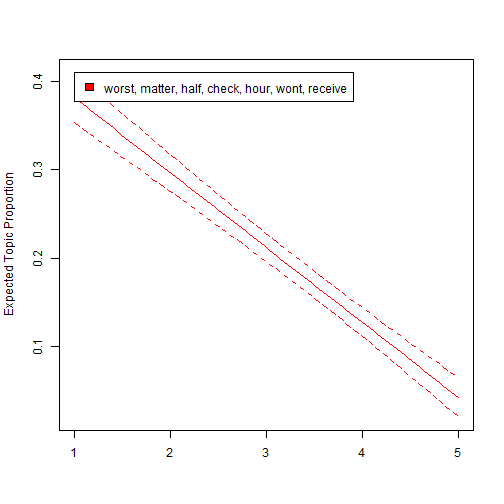 worst, matter, half, check, hour, wont, receive
Expected Topic Proportion
0.4
0.3
0.2
0.1
1 2 3 4 5